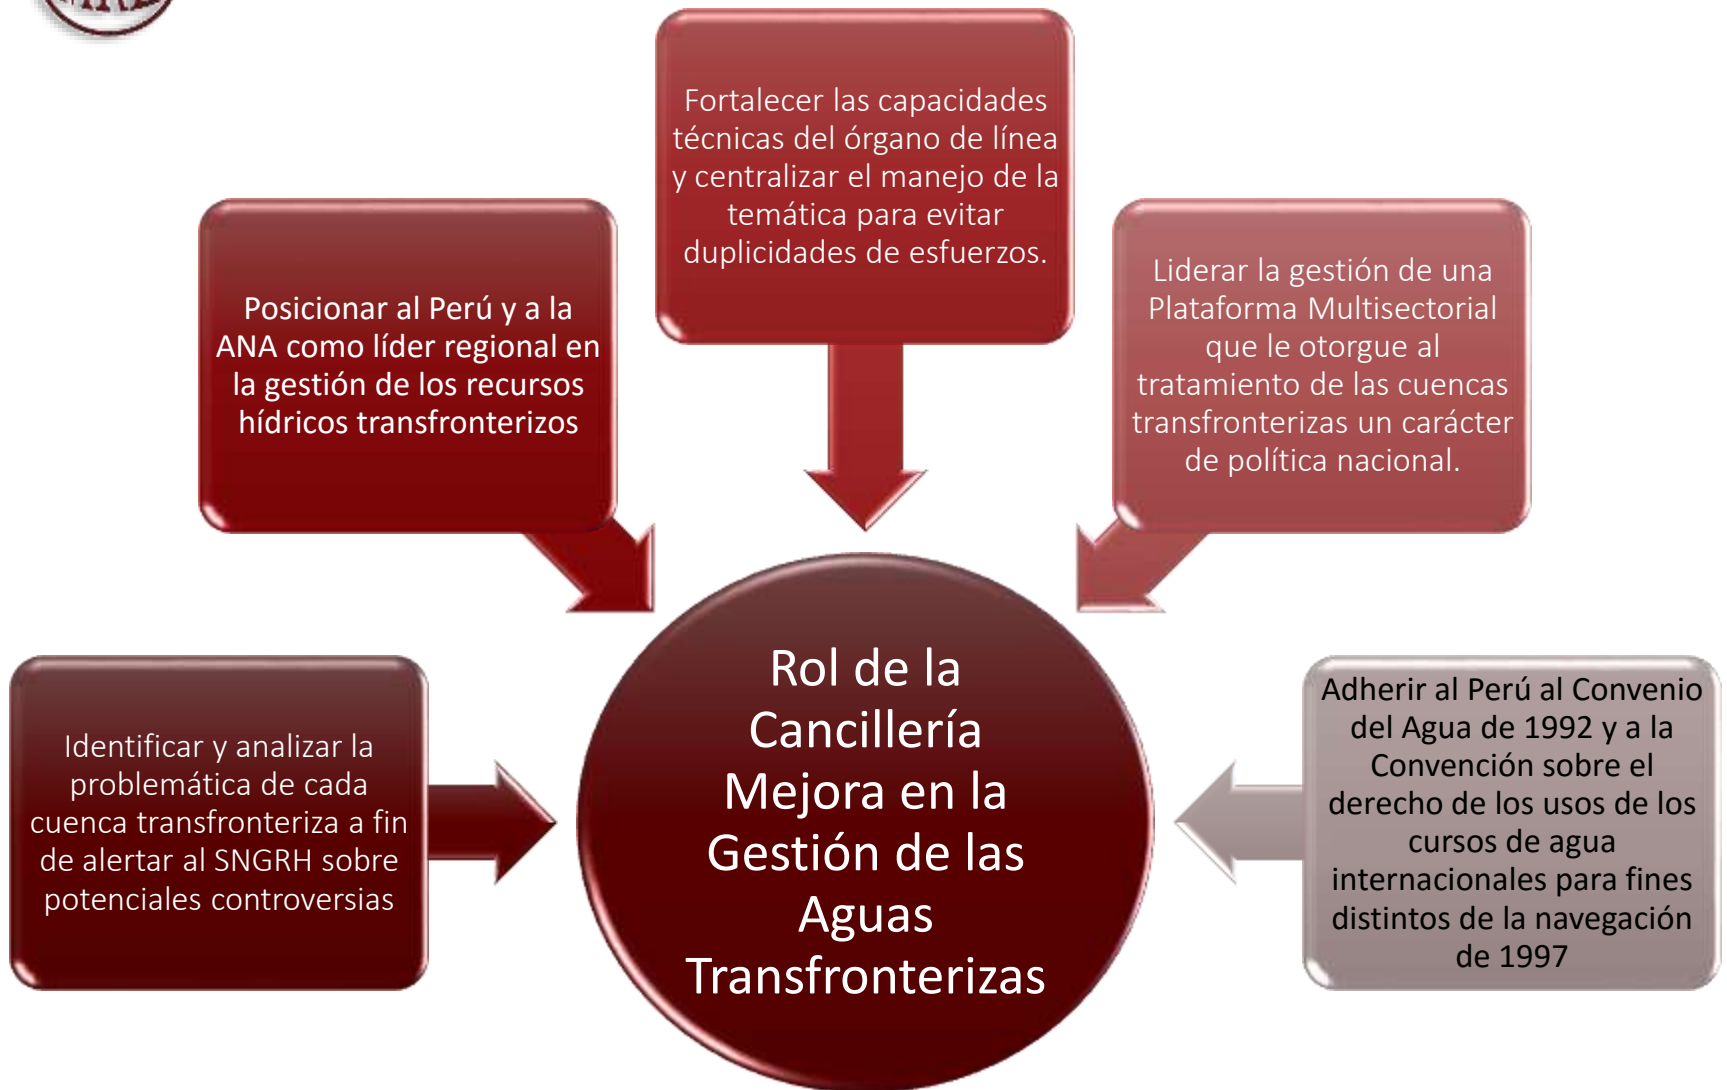 Fortalecer las capacidades
técnicas del órgano de línea
y centralizar el manejo de la
temática para evitar
duplicidades de esfuerzos.
Posicionar al Perú y a la
ANA como líder regional en
la gestión de los recursos
hídricos transfronterizos
Liderar la gestión de una
Plataforma Multisectorial
que le otorgue al
tratamiento de las cuencas
transfronterizas un carácter
de política nacional.
Identificar y analizar la
problemática de cada
cuenca transfronteriza a fin
de alertar al SNGRH sobre
potenciales controversias
Rol de la
Cancillería
Mejora en la
Gestión de las
Aguas
Transfronterizas
Adherir al Perú al Convenio
del Agua de 1992 y a la
Convención sobre el
derecho de los usos de los
cursos de agua
internacionales para fines
distintos de la navegación
de 1997